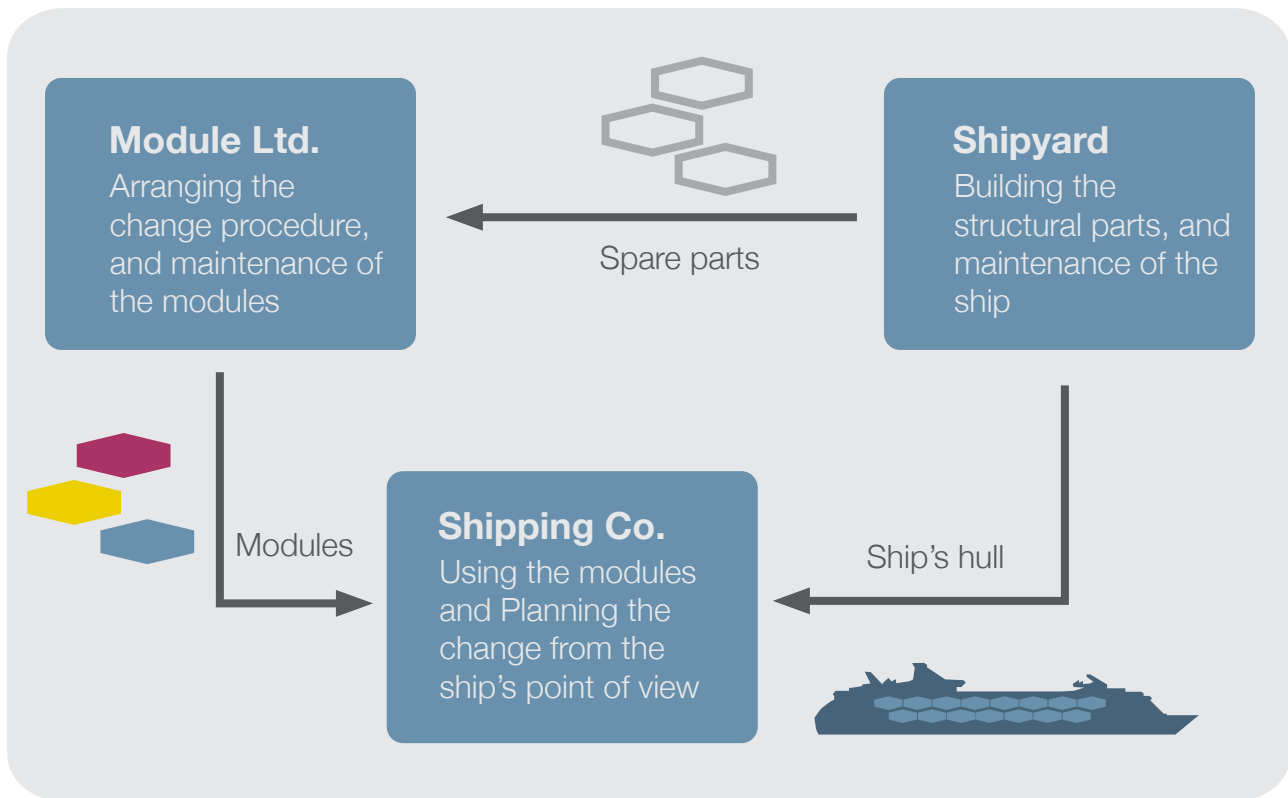 Module Ltd.
Arranging the
change procedure,
and maintenance of
the modules
Spare parts
Shipyard
Building the
structural parts, and
maintenance of the
ship
Modules
Shipping Co.
Using the modules
and Planning the
change from the
ship’s point of view
Ship’s hull